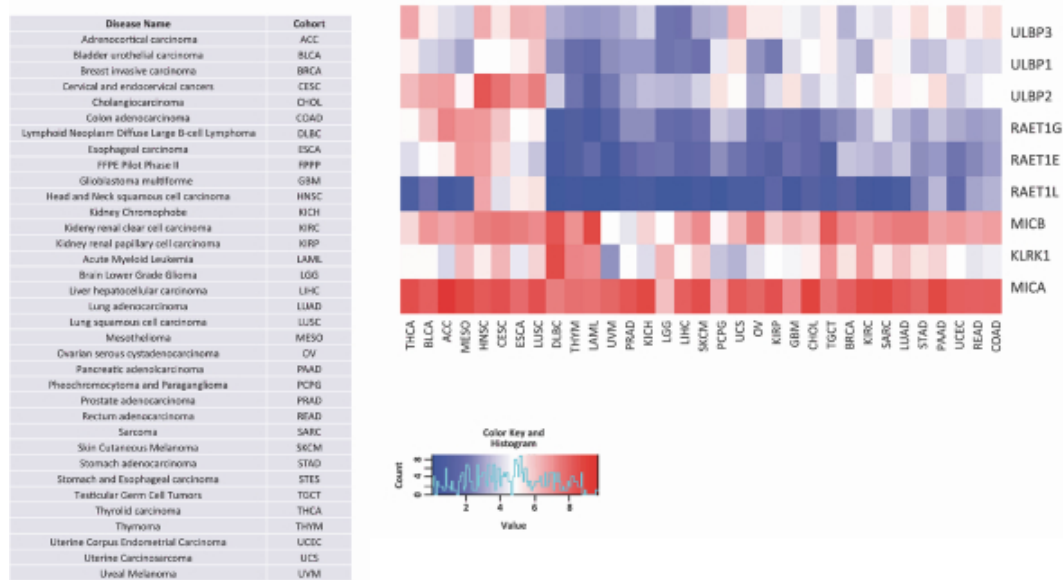 Disease Name Cohort
Adrenocortical carcinoma ACC
Bladder urothelial carcinoma BLCA
Breast invasive carcinoma BRCA
Cervical and endocervical cancers CESC
Cholangiocarcinoma CHOL
Colon adenocarcinoma COAD
Lymphoid Neoplasm Diffuse Large B-cell Lymphoma DLBC
Esophageal carcinoma ESCA
FFPE Pilot Phase II FPPP
Glioblastoma multiforme GBM
Head and Neck squamous cell carcinoma HNSC
Kidney Chromophobe KICH
Kideny renal clear cell carcinoma KIRC
Kidney renal papillary cell carcinoma KIRP
Acute Myeloid Leukemia LAML
Brain Lower Grade Glioma LGG
Liver hepatocellular carcinoma LIHC
Lung adenocarcinoma LUAD
Lung squamous cell carcinoma LUSC
Mesothelioma MESO
Ovarian serous cystadenocarcinoma OV
Pancreatic adenolcarcinoma PAAD
Pheochromocytoma and Paraganglioma PCPG
Prostate adenocarcinoma PRAD
Rectum adenocarcinoma READ
Sarcoma SARC
Skin Cutaneous Melanoma SKCM
Stomach adenocarcinoma STAD
Stomach and Esophageal carcinoma STES
Testicular Germ Cell Tumors TGCT
Thyrolid carcinoma THCA
Thymoma THYM
Uterine Corpus Endometrial Carcinoma UCEC
Uterine Carcinosarcoma UCS
Uveal Melanoma UVM
ULBP3
ULBP1
ULBP2
RAET1G
RAET1E
RAET1L
MICB
KLRK1
MICA
THCA BLCA ACC MESO HNSC CESC ESCA LUSC DLBC THYM LAML UVM PRAD KICH LGG LIHC SKCM PCPG UCS OV KIRP GBM CHOL TGCT BRCA KIRC SARC LUAD STAD PAAD UCEC READ COAD
Color Key and
Histogram
Count
0 4 8
2 4 6 8
Value